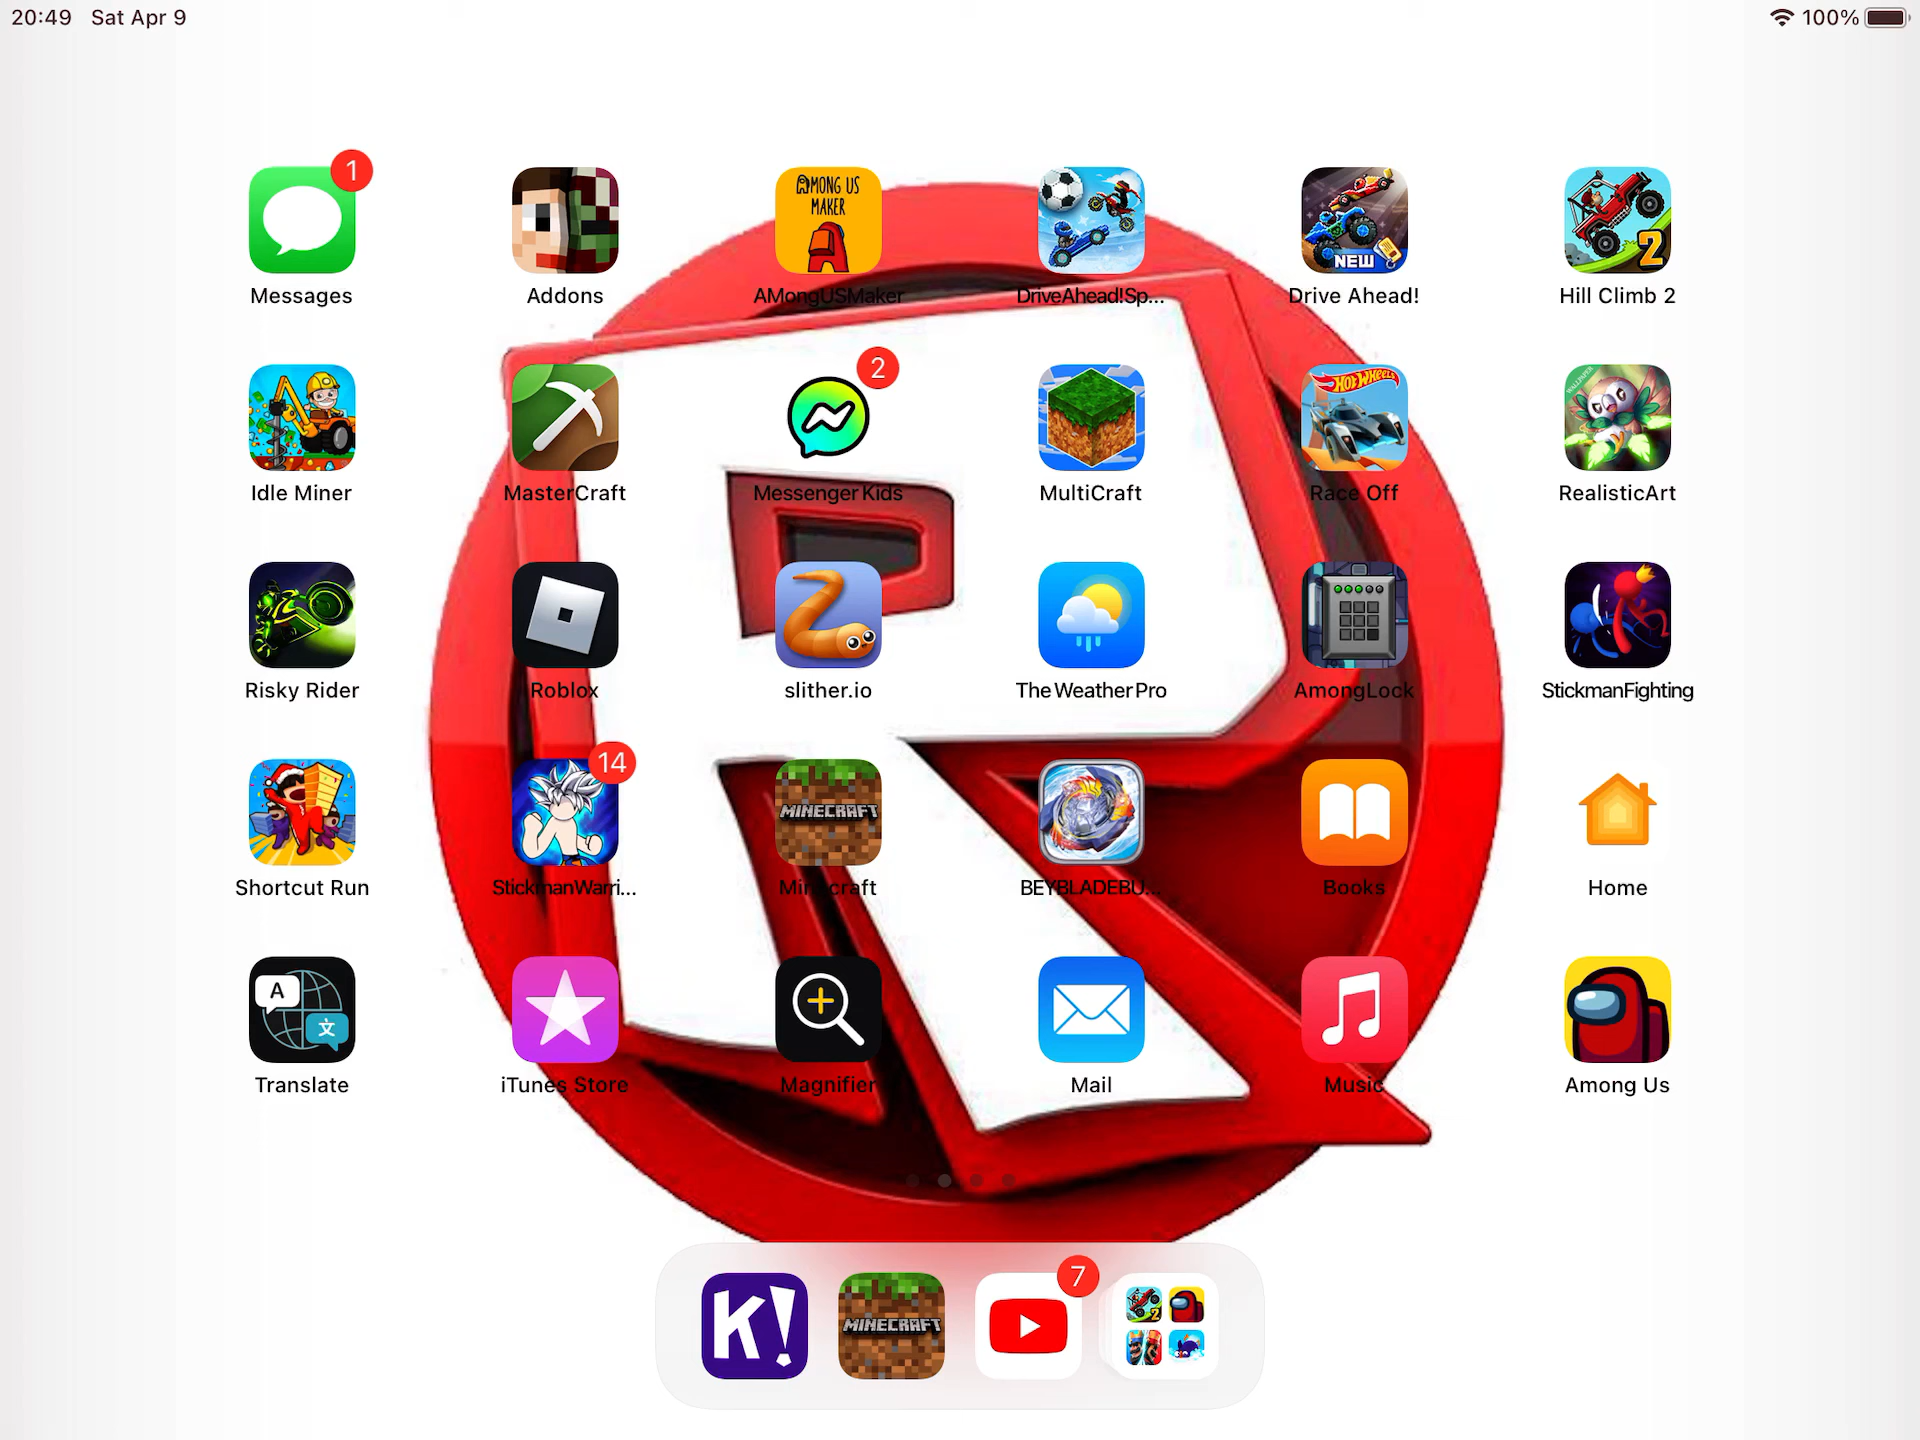 20:49 Sat Apr 9
100%
1
AMONG US
MAKER
NEW
2
Messages
Addons
AMongUSMaker
DriveAhead!Sp...
Drive Ahead!
Hill Climb 2
2
HOT WHEELS
WALLPAPER
Idle Miner
MasterCraft
Messenger Kids
MultiCraft
Race Off
RealisticArt
Risky Rider
Roblox
slither.io
The Weather Pro
AmongLock
StickmanFighting
14
MINECRAFT
Shortcut Run
StickmanWarri...
Minecraft
BEYBLADEBU...
Books
Home
A
文
Translate
iTunes Store
Magnifier
Mail
Music
Among Us
K!
MINECRAFT
7
2